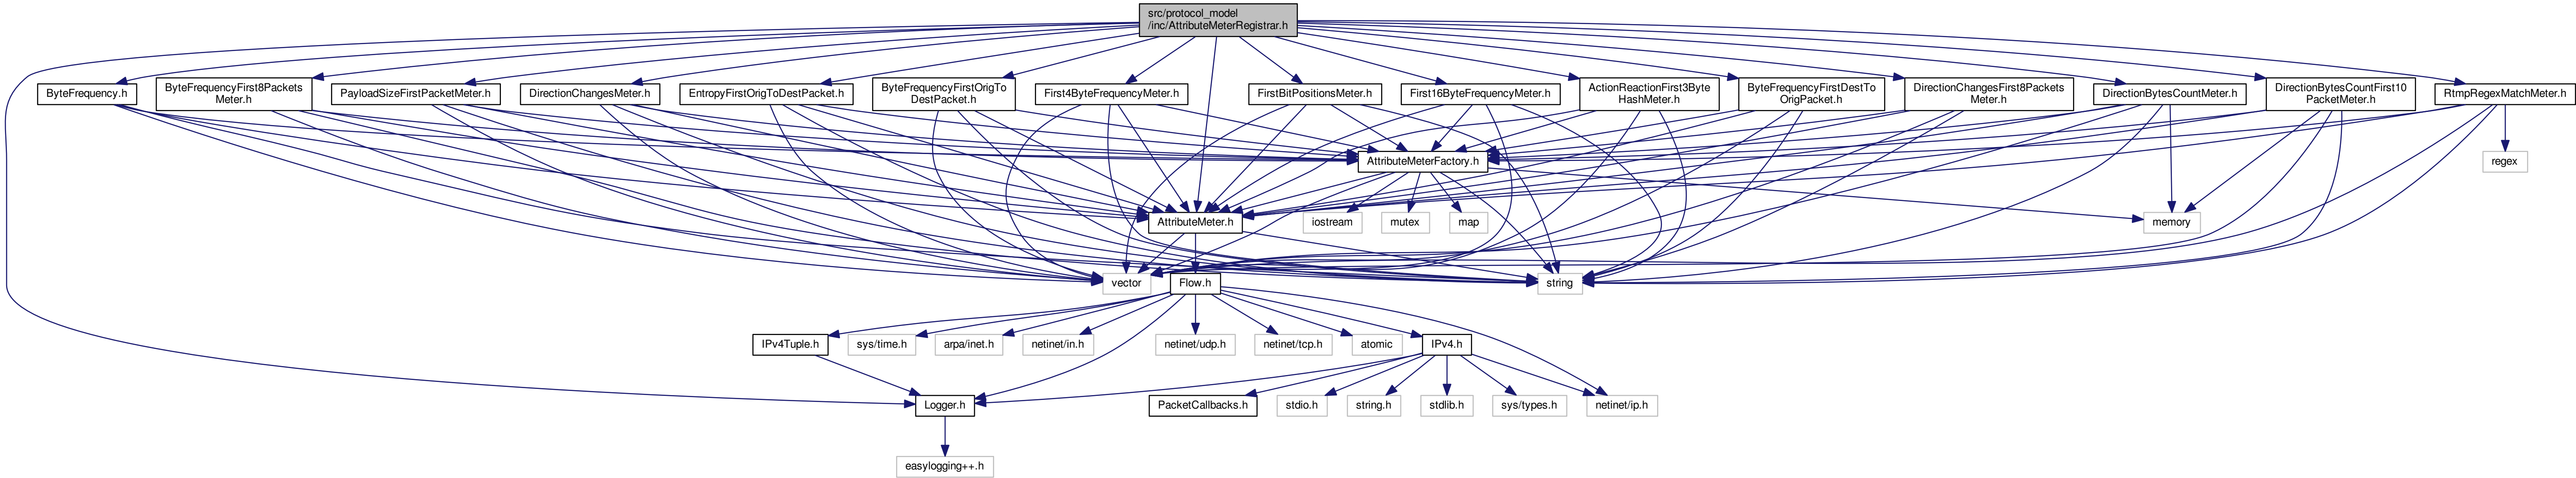 src/protocol_model
/inc/AttributeMeterRegistrar.h
ByteFrequency.h
ByteFrequencyFirst8Packets
Meter.h
PayloadSizeFirstPacketMeter.h
DirectionChangesMeter.h
EntropyFirstOrigToDestPacket.h
ByteFrequencyFirstOrigTo
DestPacket.h
First4ByteFrequencyMeter.h
FirstBitPositionsMeter.h
First16ByteFrequencyMeter.h
ActionReactionFirst3Byte
HashMeter.h
ByteFrequencyFirstDestTo
OrigPacket.h
DirectionChangesFirst8Packets
Meter.h
DirectionBytesCountMeter.h
DirectionBytesCountFirst10
PacketMeter.h
RtmpRegexMatchMeter.h
AttributeMeterFactory.h
regex
AttributeMeter.h
iostream
mutex
map
memory
vector
Flow.h
string
IPv4Tuple.h
sys/time.h
arpa/inet.h
netinet/in.h
netinet/udp.h
netinet/tcp.h
atomic
IPv4.h
Logger.h
PacketCallbacks.h
stdio.h
string.h
stdlib.h
sys/types.h
netinet/ip.h
easylogging++.h